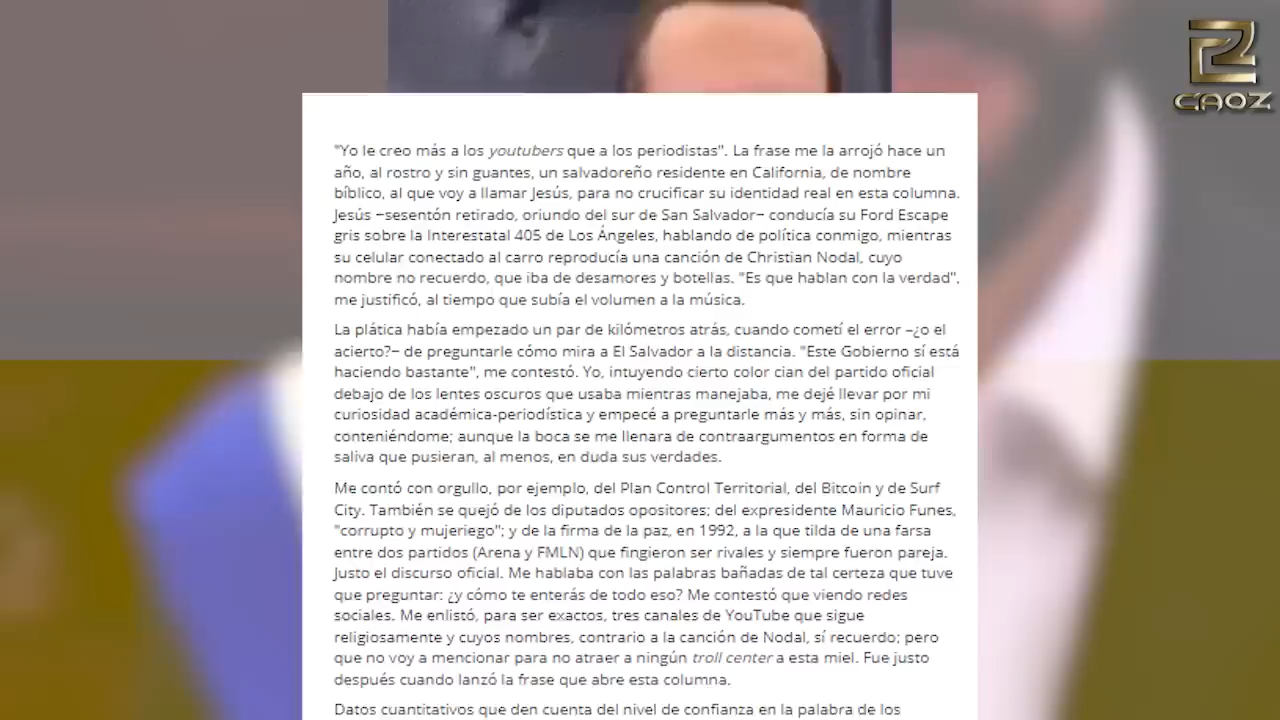 CAOZ
"Yo le creo más a los youtubers que a los periodistas". La frase me la arrojó hace un
año, al rostro y sin guantes, un salvadoreño residente en California, de nombre
bíblico, al que voy a llamar Jesús, para no crucificar su identidad real en esta columna.
Jesús −sesentón retirado, oriundo del sur de San Salvador− conducía su Ford Escape
gris sobre la Interestatal 405 de Los Ángeles, hablando de política conmigo, mientras
su celular conectado al carro reproducía una canción de Christian Nodal, cuyo
nombre no recuerdo, que iba de desamores y botellas. "Es que hablan con la verdad",
me justificó, al tiempo que subía el volumen a la música.
La plática había empezado un par de kilómetros atrás, cuando cometí el error –¿o el
acierto?− de preguntarle cómo mira a El Salvador a la distancia. "Este Gobierno sí está
haciendo bastante", me contestó. Yo, intuyendo cierto color cian del partido oficial
debajo de los lentes oscuros que usaba mientras manejaba, me dejé llevar por mi
curiosidad académica-periodística y empecé a preguntarle más y más, sin opinar,
conteniéndome; aunque la boca se me llenara de contraargumentos en forma de
saliva que pusieran, al menos, en duda sus verdades.
Me contó con orgullo, por ejemplo, del Plan Control Territorial, del Bitcoin y de Surf
City. También se quejó de los diputados opositores; del expresidente Mauricio Funes,
"corrupto y mujeriego"; y de la firma de la paz, en 1992, a la que tilda de una farsa
entre dos partidos (Arena y FMLN) que fingieron ser rivales y siempre fueron pareja.
Justo el discurso oficial. Me hablaba con las palabras bañadas de tal certeza que tuve
que preguntar: ¿y cómo te enterás de todo eso? Me contestó que viendo redes
sociales. Me enlistó, para ser exactos, tres canales de YouTube que sigue
religiosamente y cuyos nombres, contrario a la canción de Nodal, sí recuerdo; pero
que no voy a mencionar para no atraer a ningún troll center a esta miel. Fue justo
después cuando lanzó la frase que abre esta columna.
Datos cuantitativos que den cuenta del nivel de confianza en la palabra de los